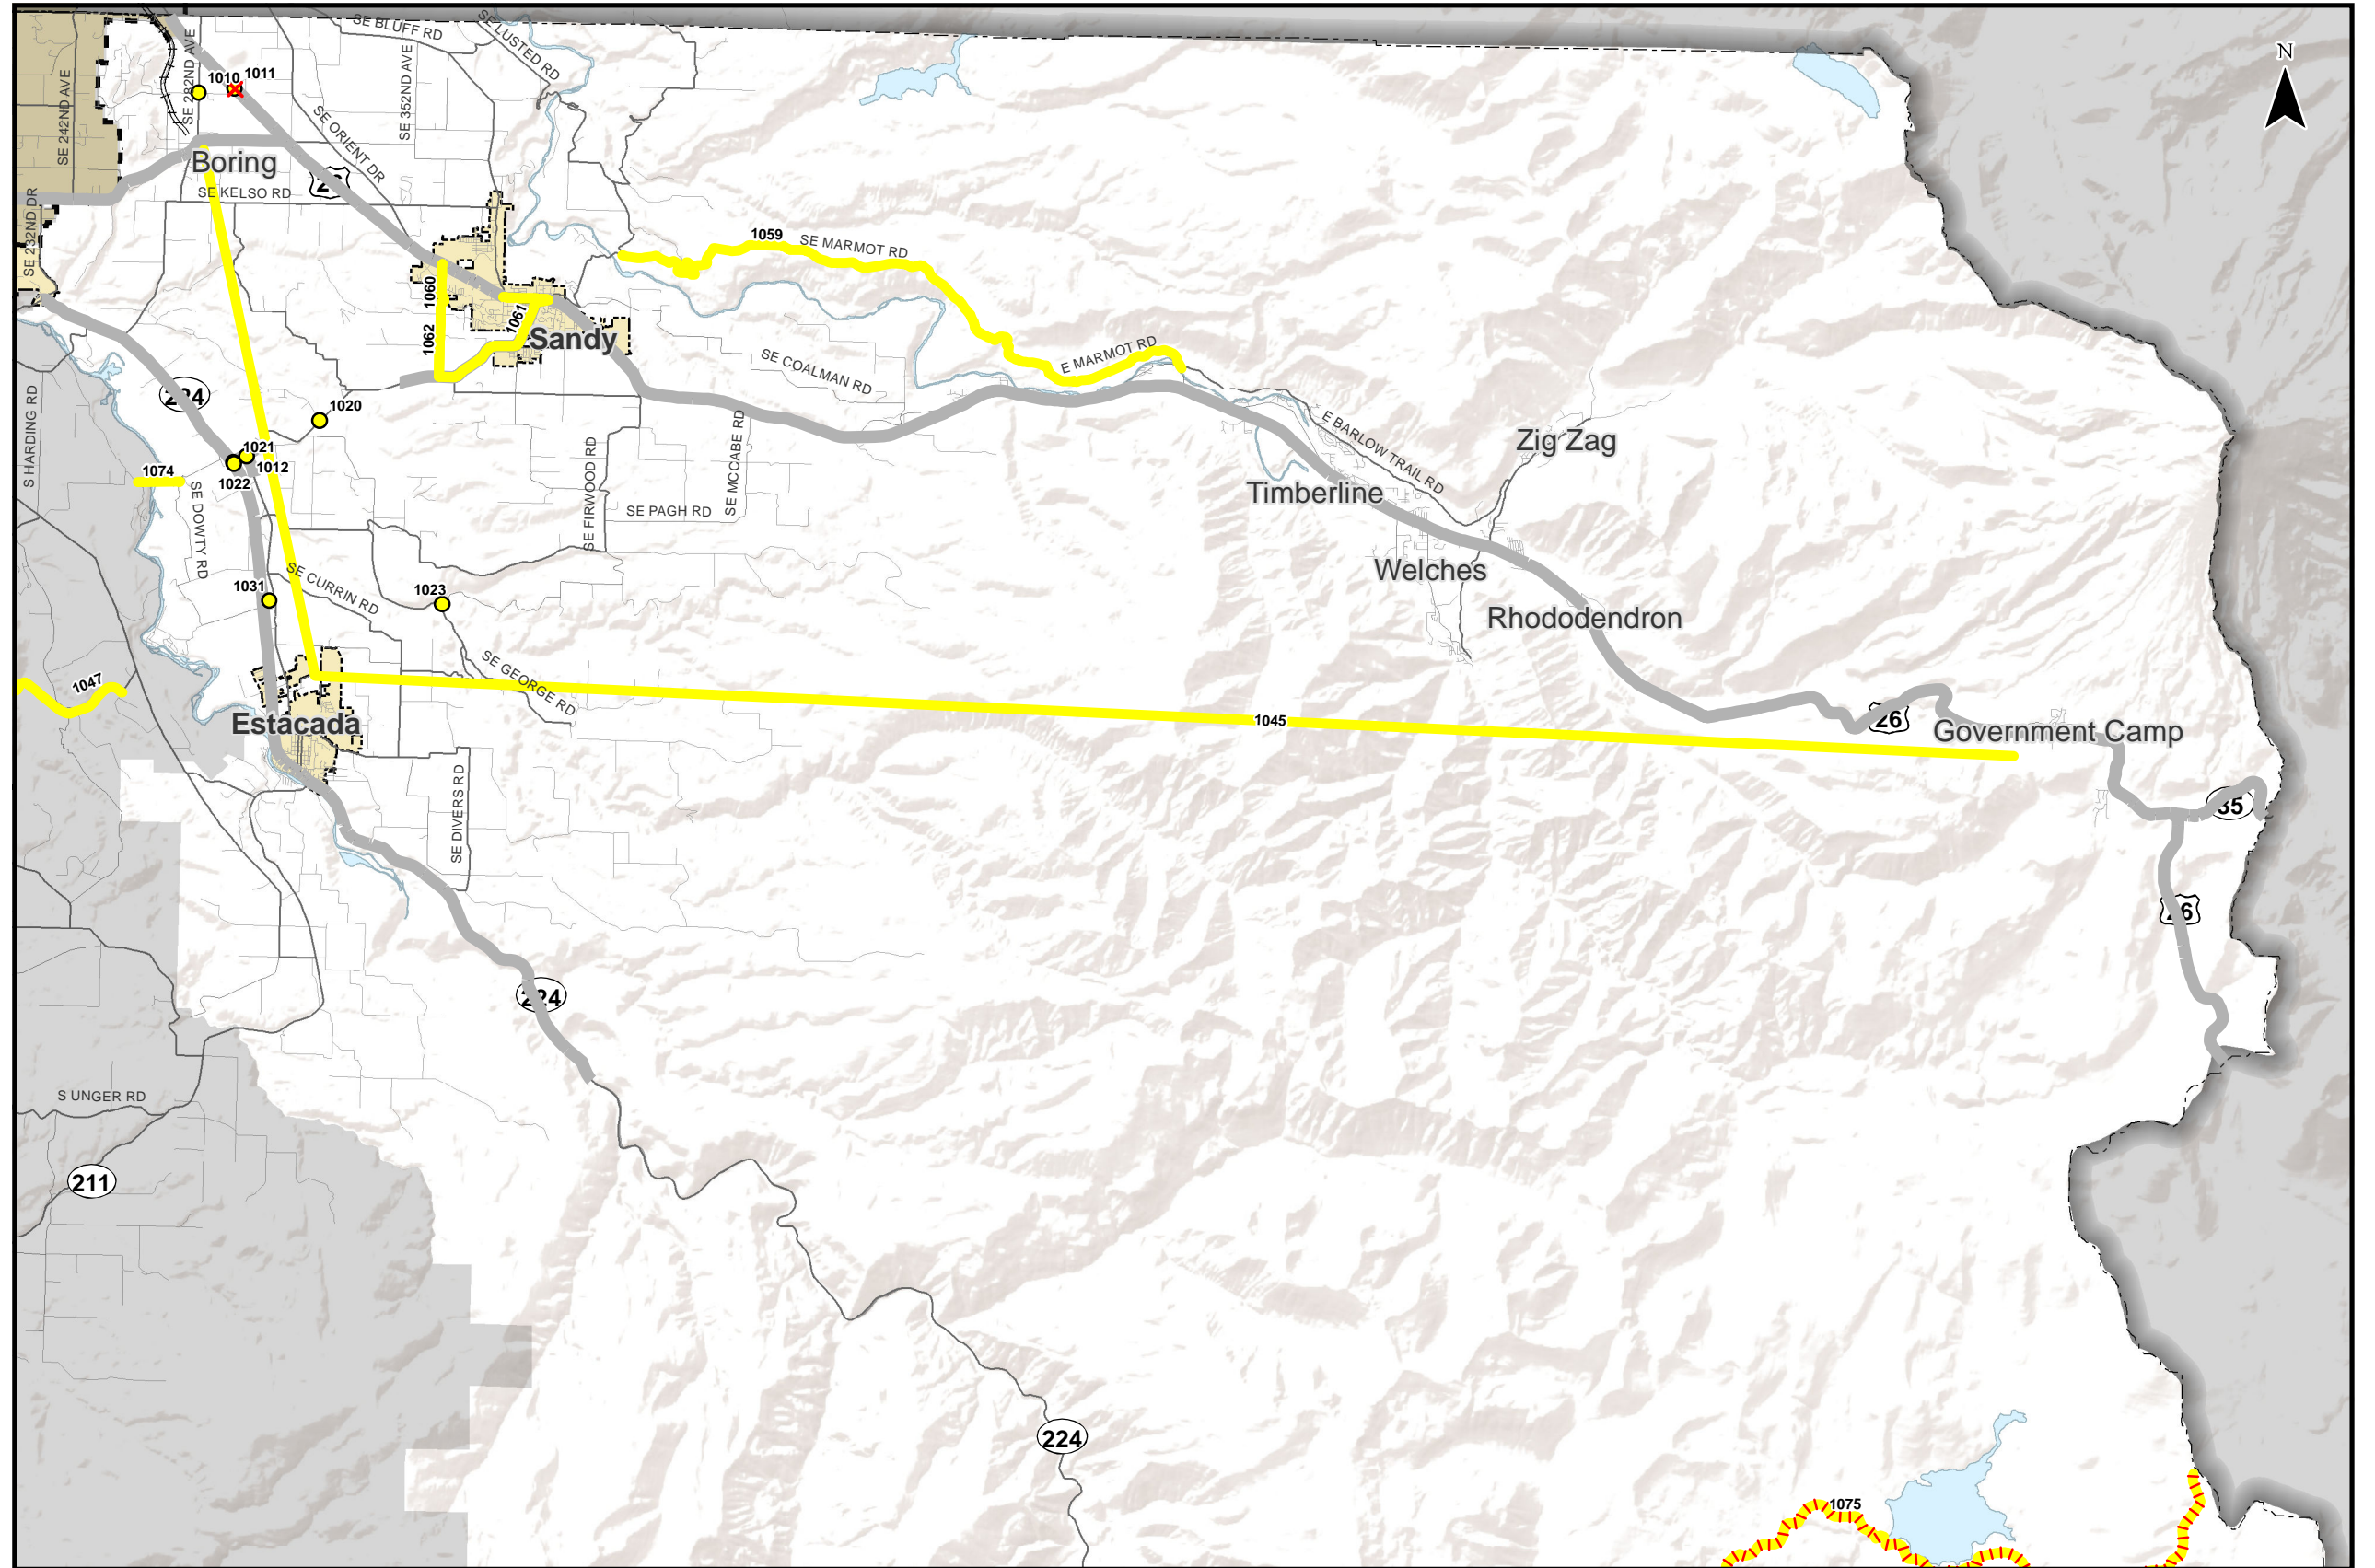 SE BLUFF RD
SE LUSTED RD
N
SE 282ND AVE
1010
1011
SE 242ND AVE
SE 352ND AVE
SE ORIENT DR
Boring
26
SE KELSO RD
SE 232ND DR
1059
SE MARMOT RD
1060
1061
1062
Sandy
E MARMOT RD
SE COALMAN RD
224
1020
S HARDING RD
E BARLOW TRAIL RD
Zig Zag
1021
1012
1074
1022
Timberline
SE DOWTY RD
SE FIRWOOD RD
SE PAGH RD
SE MCCABE RD
Welches
SE CURRIN RD
1031
1023
Rhododendron
1047
SE GEORGE RD
Estacada
1045
26
Government Camp
35
SE DIVERS RD
26
224
S UNGER RD
211
224
1075